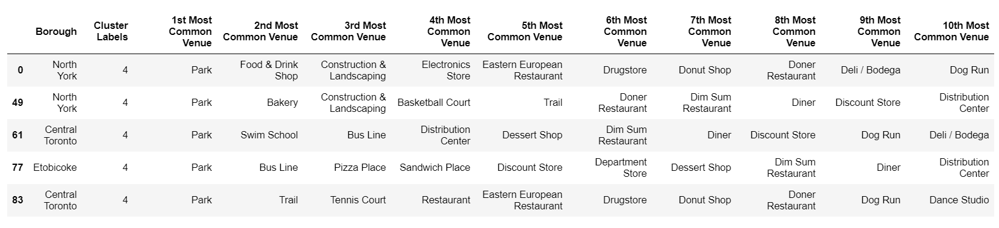 Borough Cluster Labels 1st Most Common Venue 2nd Most Common Venue 3rd Most Common Venue 4th Most Common Venue 5th Most Common Venue 6th Most Common Venue 7th Most Common Venue 8th Most Common Venue 9th Most Common Venue 10th Most Common Venue
0 North York 4 Park Food & Drink Shop Construction & Landscaping Electronics Store Eastern European Restaurant Drugstore Donut Shop Doner Restaurant Deli / Bodega Dog Run
49 North York 4 Park Bakery Construction & Landscaping Basketball Court Trail Doner Restaurant Dim Sum Restaurant Diner Discount Store Distribution Center
61 Central Toronto 4 Park Swim School Bus Line Distribution Center Dessert Shop Dim Sum Restaurant Diner Discount Store Dog Run Deli / Bodega
77 Etobicoke 4 Park Bus Line Pizza Place Sandwich Place Discount Store Department Store Dessert Shop Dim Sum Restaurant Diner Distribution Center
83 Central Toronto 4 Park Trail Tennis Court Restaurant Eastern European Restaurant Drugstore Donut Shop Doner Restaurant Dog Run Dance Studio